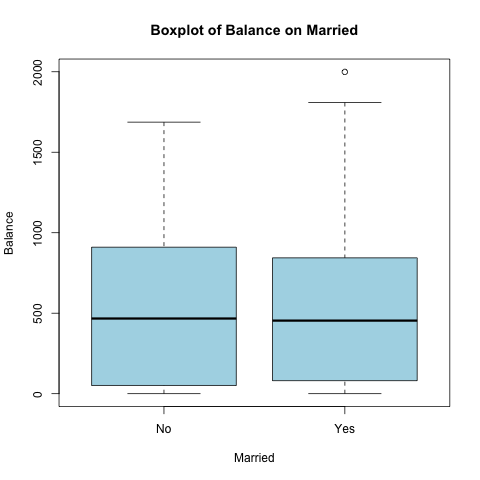 Boxplot of Balance on Married
2000
1500
1000
500
0
Balance
No Yes
Married